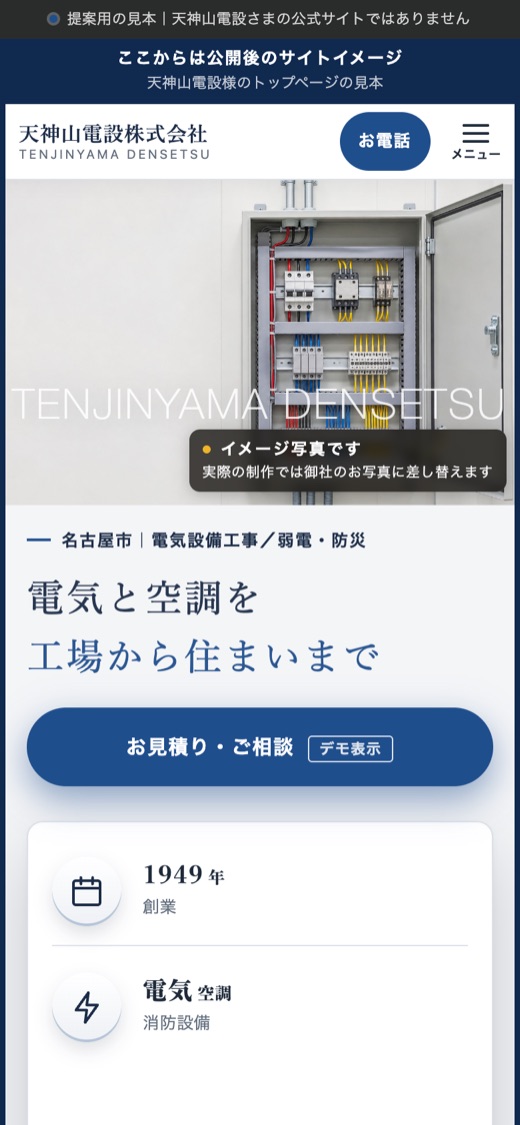 提案用の見本｜天神山電設さまの公式サイトではありません
ここからは公開後のサイトイメージ
天神山電設様のトップページの見本
天神山電設株式会社
TENJINYAMA DENSETSU
お電話
メニュー
TENJINYAMA DENSETSU
イメージ写真です
実際の制作では御社のお写真に差し替えます
名古屋市｜電気設備工事／弱電・防災
電気と空調を
工場から住まいまで
お見積り・ご相談 デモ表示
1949 年
創業
電気 空調
消防設備